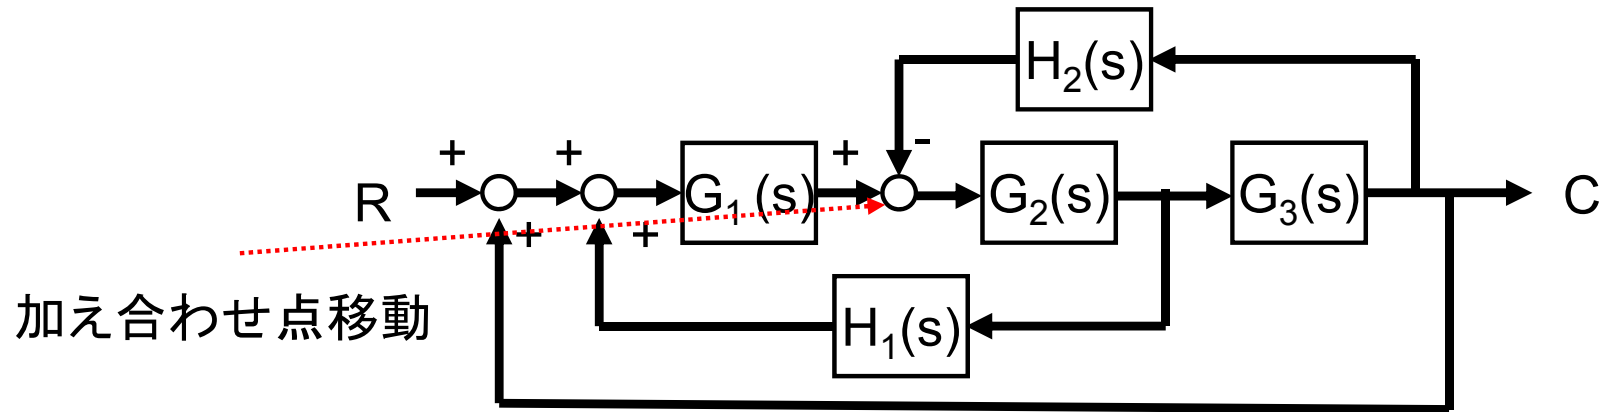 H2(s)
+ + + -
R G1(s) G2(s) G3(s) C
+ +
加え合わせ点移動
H1(s)